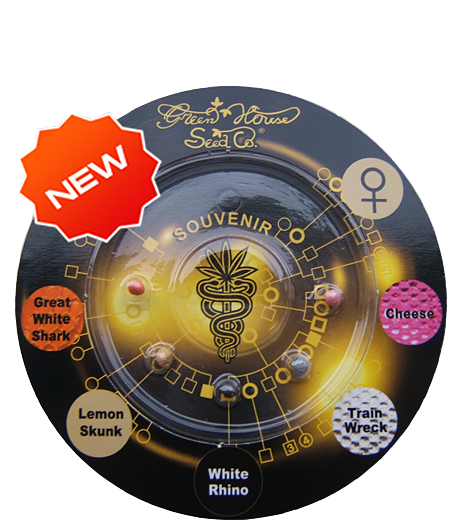 Green House
Seed Co.®
NEW
SOUVENIR
♀
Great
White
Shark
Cheese
Lemon
Skunk
Train
Wreck
White
Rhino
3 4